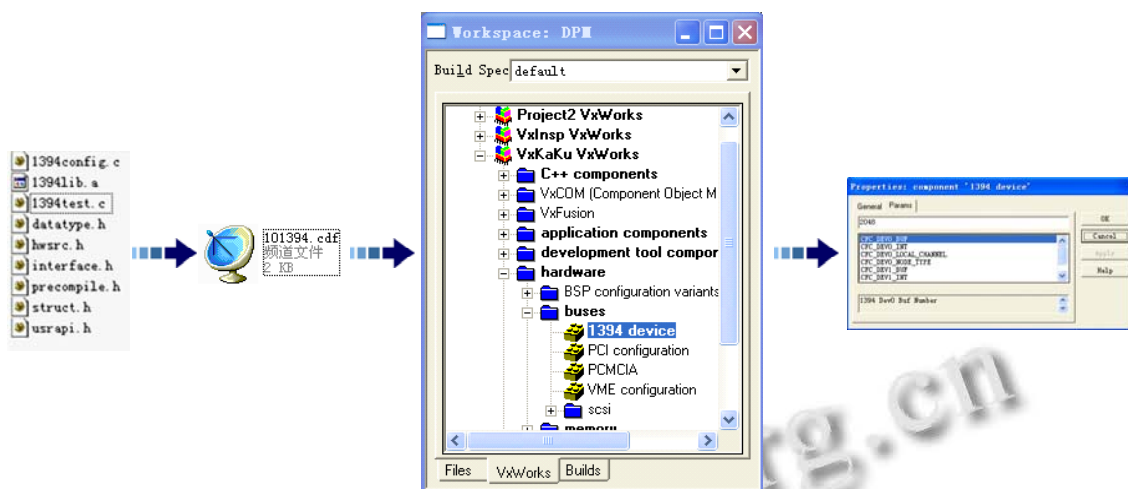 1394config.c
1394lib.a
1394test.c
datatype.h
hwsrc.h
interface.h
precompile.h
struct.h
usrapi.h
101394.cdf
频道文件
2 KB
Workspace: DPM
Build Spec default
Project2 VxWorks
VxInsp VxWorks
VxKaKu VxWorks
C++ components
VxCOM (Component Object M
VxFusion
application components
development tool compor
hardware
BSP configuration variants
buses
1394 device
PCI configuration
PCMCIA
VME configuration
scsi
memory
Files VxWorks Builds
Properties: component '1394 device'
General Params
2048
CFC_DEV0_BUF
CFC_DEV0_INT
CFC_DEV0_LOCAL_CHANNEL
CFC_DEV0_NODE_TYPE
CFC_DEV1_BUF
CFC_DEV1_INT
1394 Dev0 Buf Number
OK
Cancel
Apply
Help
rg.cn